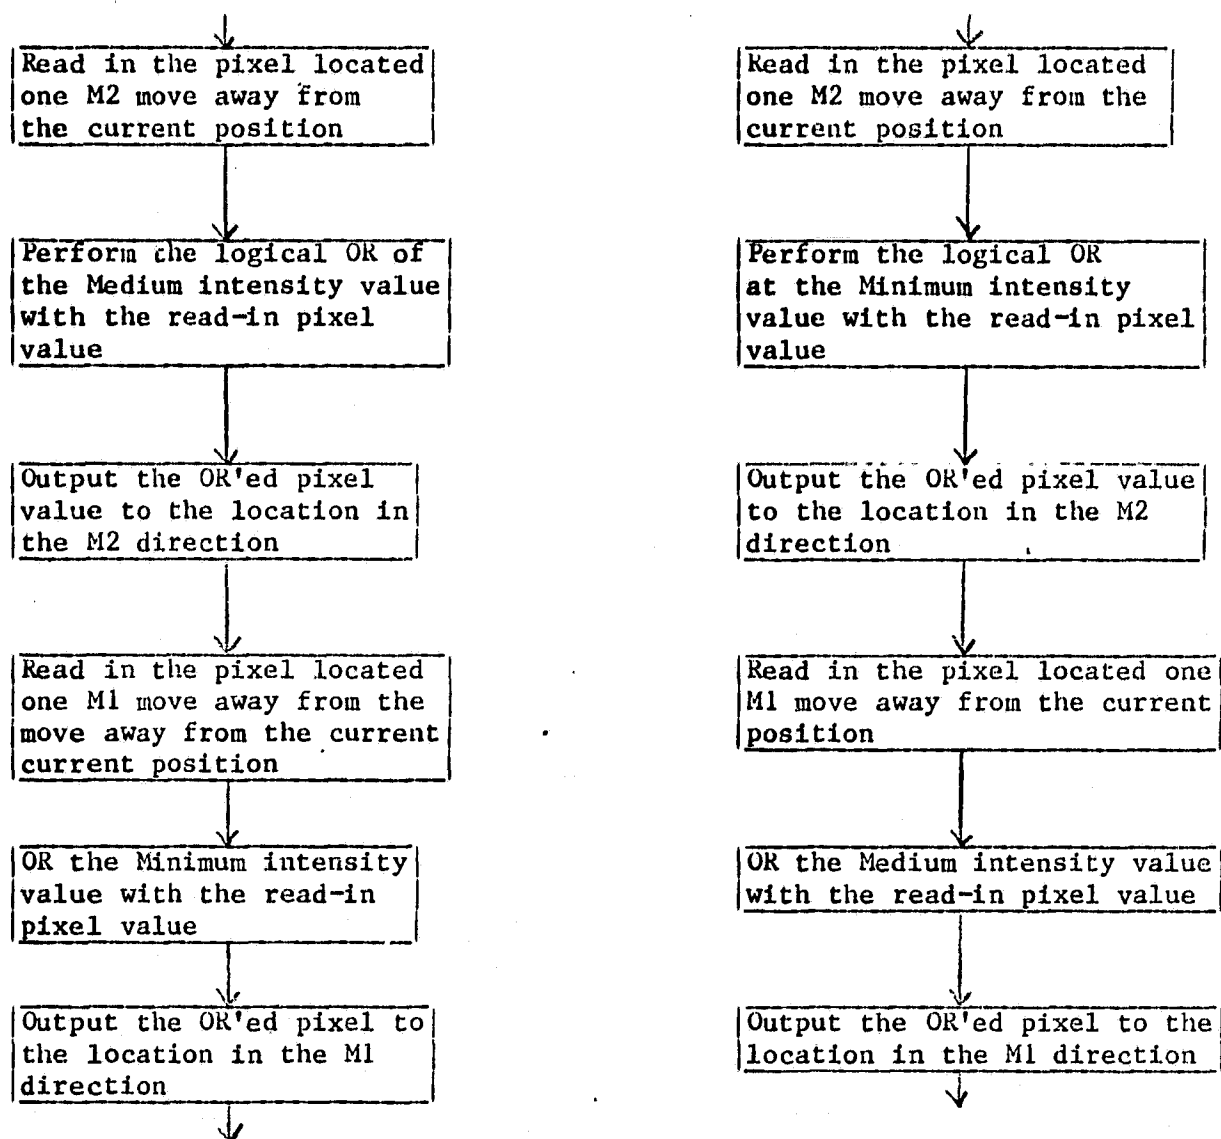 Read in the pixel located
one M2 move away from
the current position
Perform the logical OR of
the Medium intensity value
with the read-in pixel
value
Output the OR'ed pixel
value to the location in
the M2 direction
Read in the pixel located
one M1 move away from the
move away from the current
current position
OR the Minimum intensity
value with the read-in
pixel value
Output the OR'ed pixel to
the location in the M1
direction
Read in the pixel located
one M2 move away from the
current position
Perform the logical OR
at the Minimum intensity
value with the read-in pixel
value
Output the OR'ed pixel value
to the location in the M2
direction
Read in the pixel located one
M1 move away from the current
position
OR the Medium intensity value
with the read-in pixel value
Output the OR'ed pixel to the
location in the M1 direction